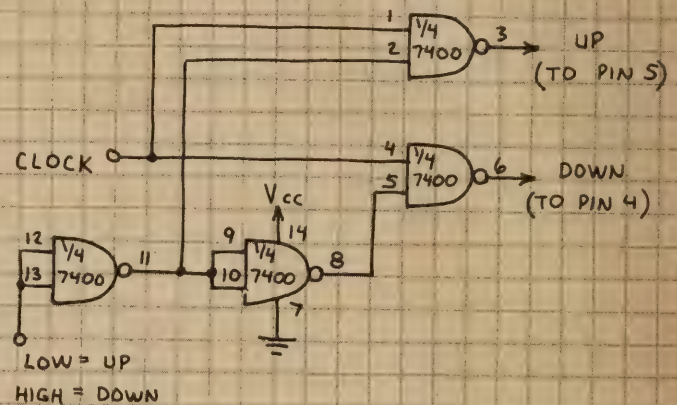 1
1/4
7400
3
UP
2
(TO PIN 5)
CLOCK
4
1/4
7400
6
DOWN
5
(TO PIN 4)
Vcc
12
1/4
7400
11
9
1/4
7400
14
8
13
10
7
LOW = UP
HIGH = DOWN